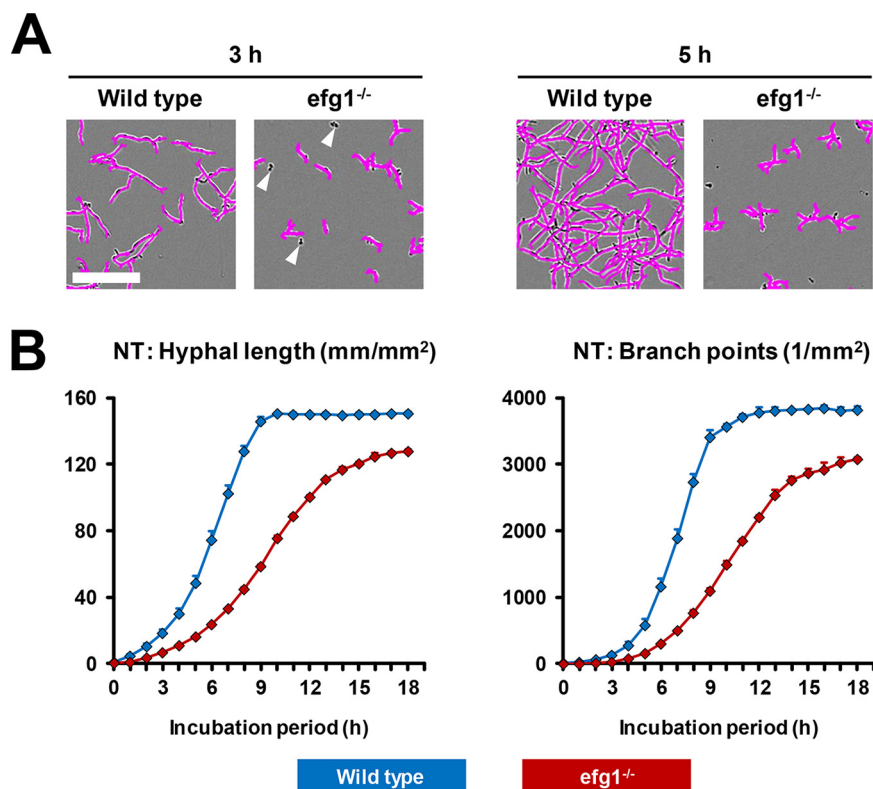 A
3 h
5 h
Wild type
efg1-/-
Wild type
efg1-/-
B
NT: Hyphal length (mm/mm²)
NT: Branch points (1/mm²)
160
120
80
40
0
0 3 6 9 12 15 18
Incubation period (h)
4000
3000
2000
1000
0
0 3 6 9 12 15 18
Incubation period (h)
Wild type
efg1-/-